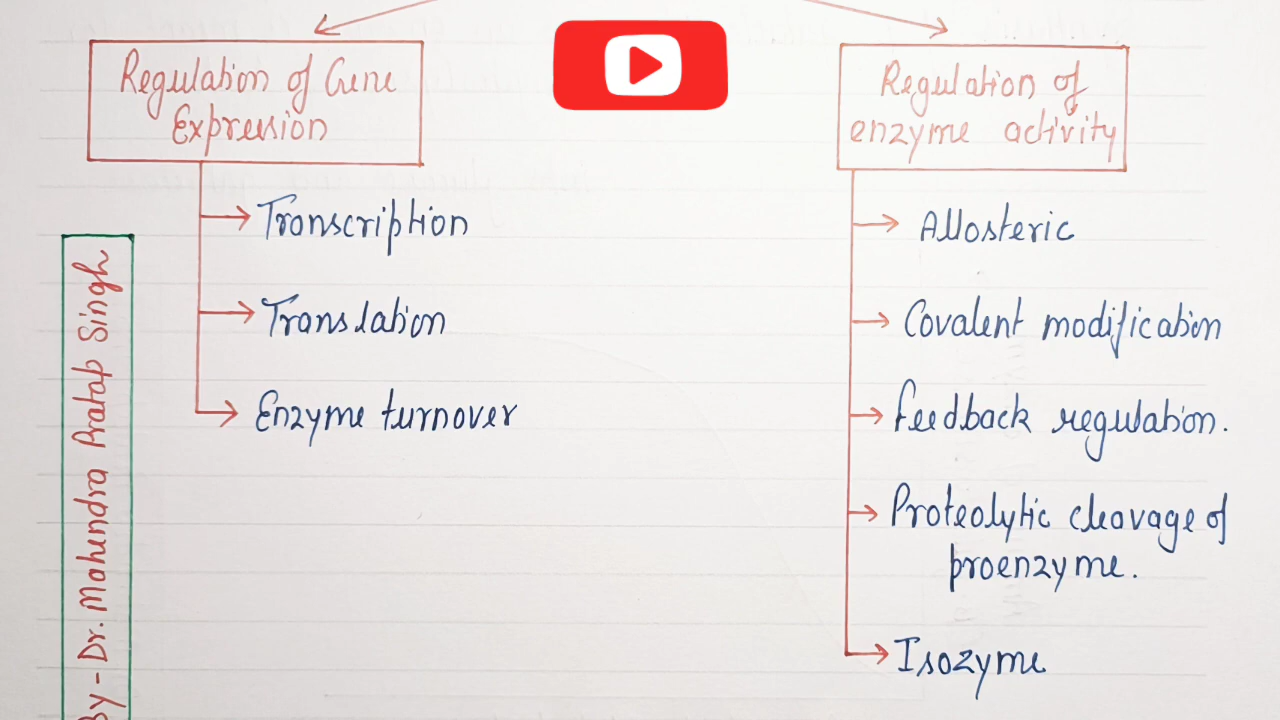 Regulation of Gene
Expression
Transcription
Translation
Enzyme turnover
Regulation of
enzyme activity
Allosteric
Covalent modification
Feedback regulation.
Proteolytic cleavage of
proenzyme.
Isozyme
By - Dr. Mahendra Pratap Singh